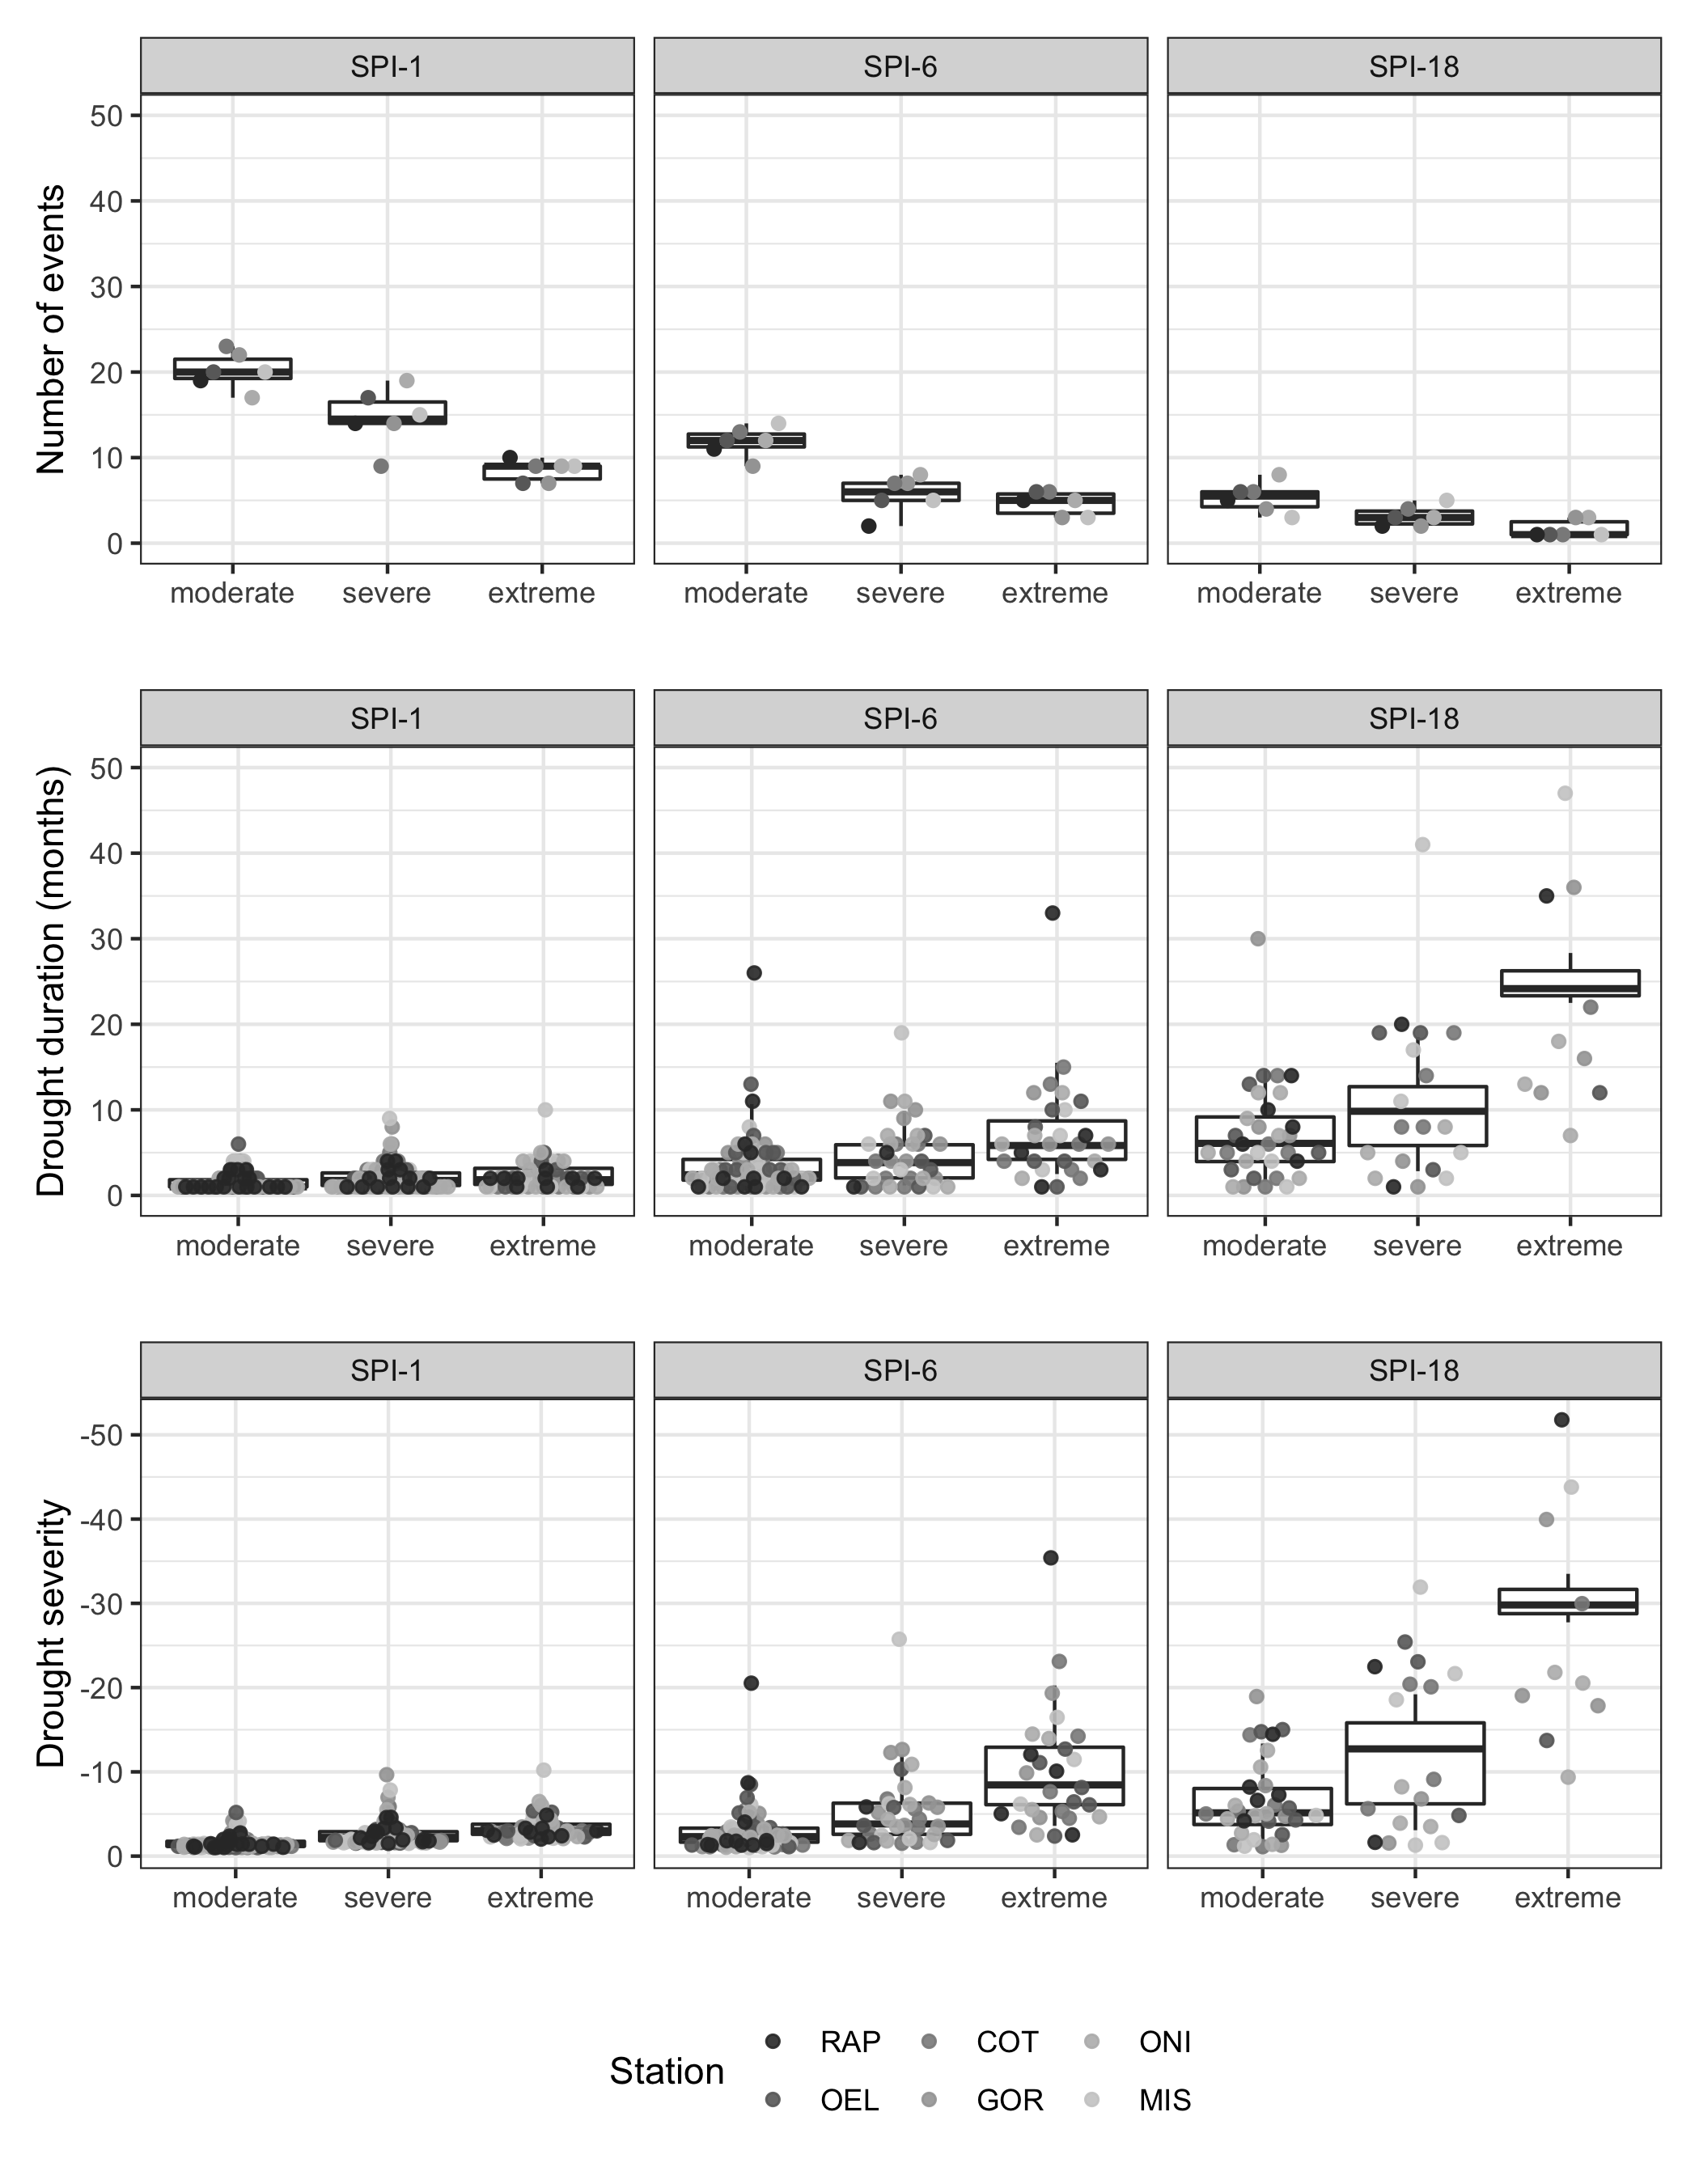 SPI-1 SPI-6 SPI-18
Number of events
50
40
30
20
10
0
moderate severe extreme moderate severe extreme moderate severe extreme
SPI-1 SPI-6 SPI-18
Drought duration (months)
50
40
30
20
10
0
moderate severe extreme moderate severe extreme moderate severe extreme
SPI-1 SPI-6 SPI-18
Drought severity
-50
-40
-30
-20
-10
0
moderate severe extreme moderate severe extreme moderate severe extreme
Station
RAP COT ONI
OEL GOR MIS